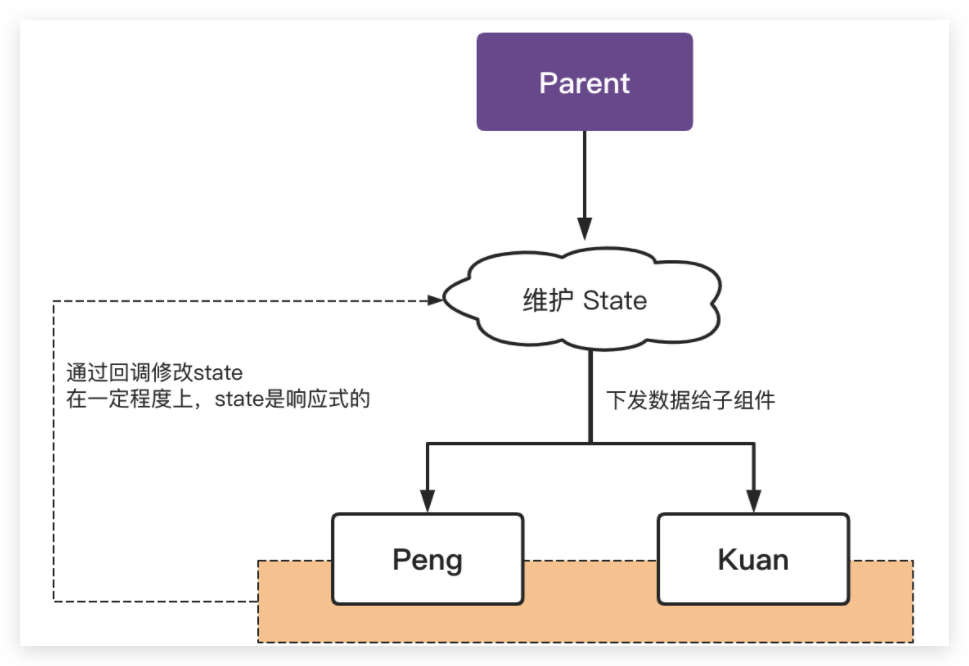 Parent
维护 State
通过回调修改state
在一定程度上，state是响应式的
下发数据给子组件
Peng
Kuan